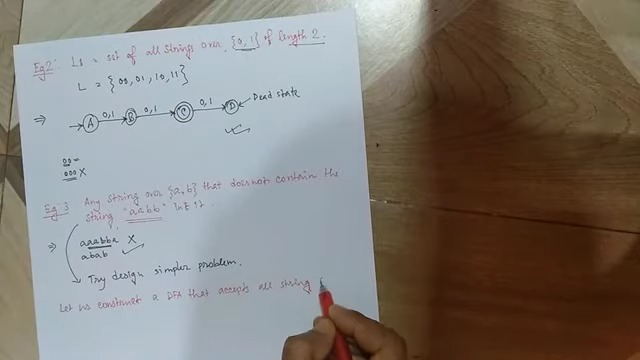 Eg2: L1 = set of all strings over {0,1} of length 2.
L = {00, 01, 10, 11}
⇒ A 0,1 B 0,1 C 0,1 D Dead state
00 =
000 X
Eg.3 Any string over {a,b} that does not contain the
string "aabb" in it.
⇒ aaabba X
abab ✓
Try design simpler problem.
Let us construct a DFA that accepts all string